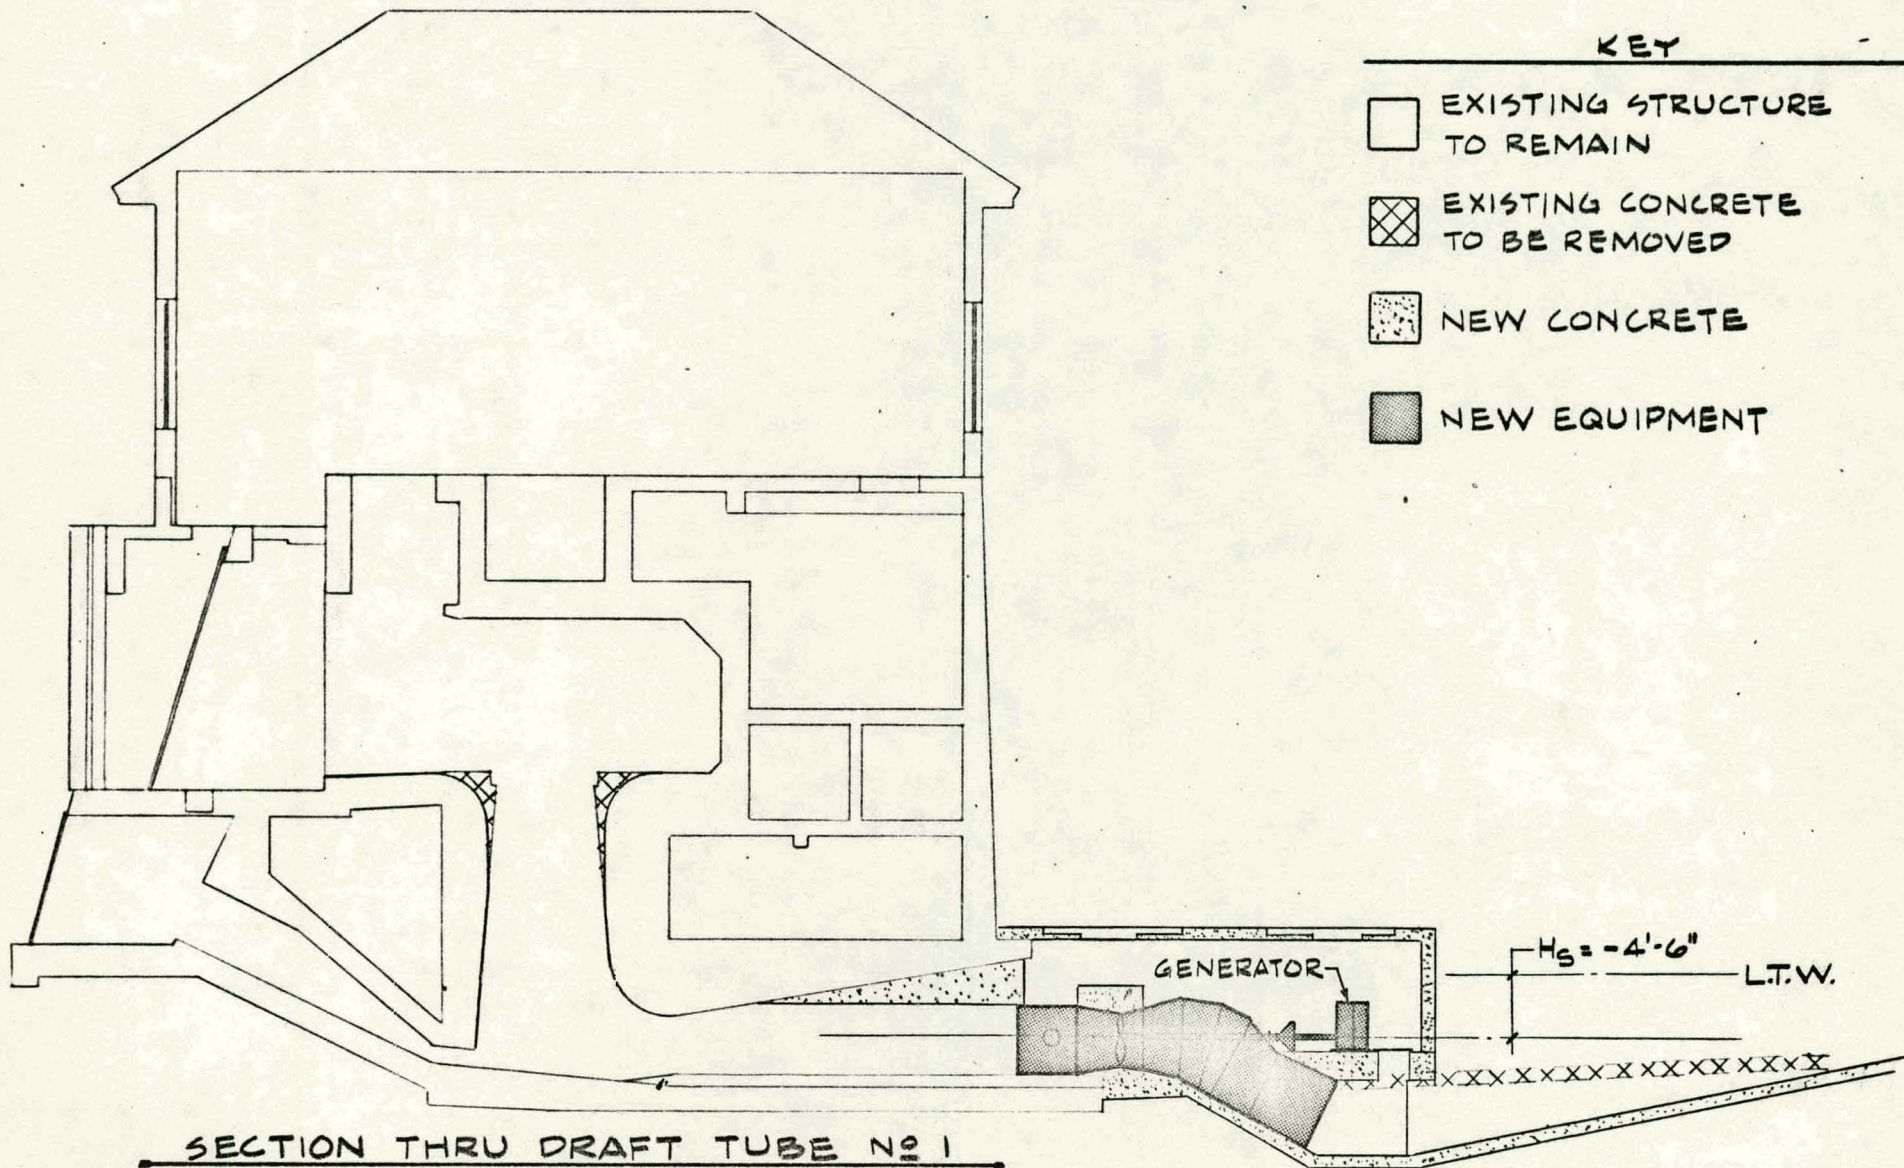 KEY
EXISTING STRUCTURE
TO REMAIN
EXISTING CONCRETE
TO BE REMOVED
NEW CONCRETE
NEW EQUIPMENT
GENERATOR
HS = -4'-6"
L.T.W.
SECTION THRU DRAFT TUBE Nº 1